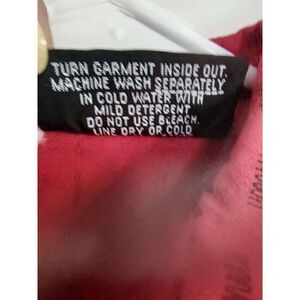 TURN GARMENT INSIDE OUT.
MACHINE WASH SEPARATELY
IN COLD WATER WITH
MILD DETERGENT
DO NOT USE BLEACH.
LINE DRY OR COLD